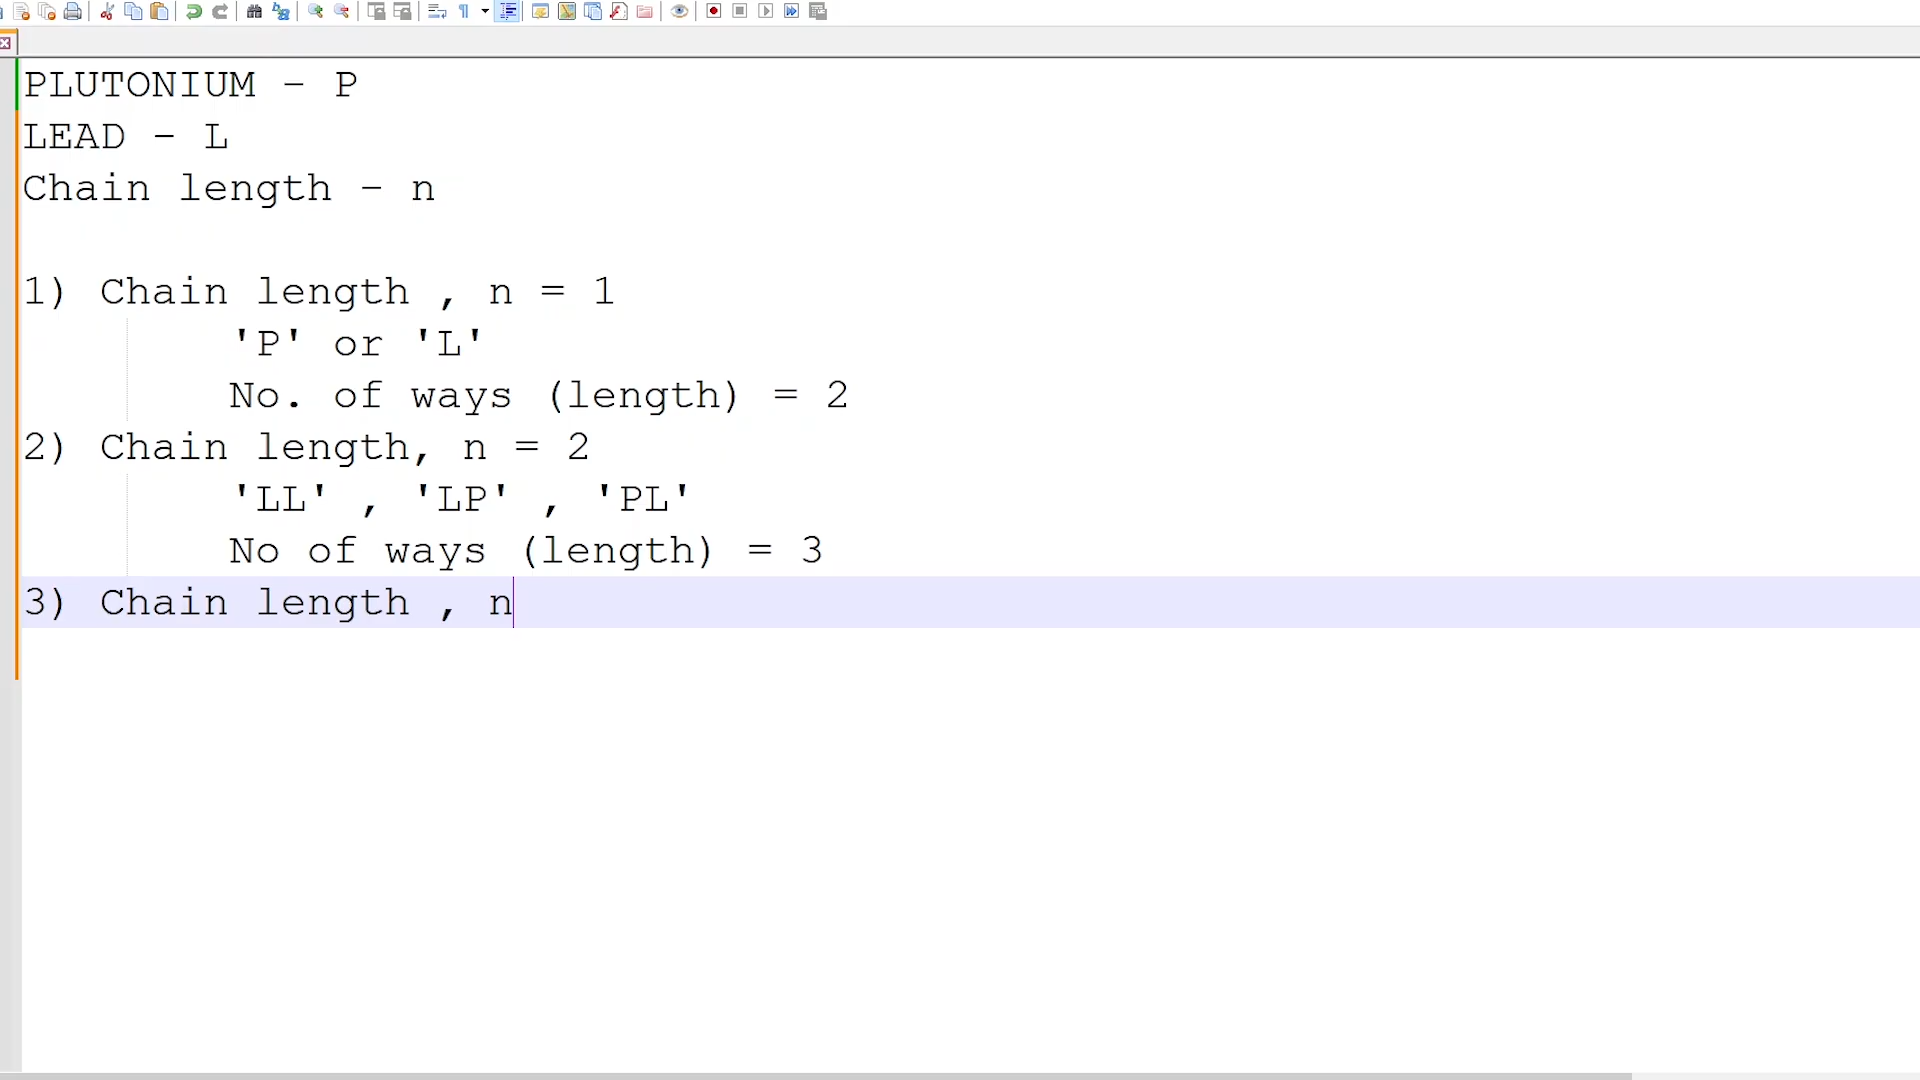 PLUTONIUM - P
LEAD - L
Chain length - n
1) Chain length , n = 1
'P' or 'L'
No. of ways (length) = 2
2) Chain length, n = 2
'LL' , 'LP' , 'PL'
No of ways (length) = 3
3) Chain length , n